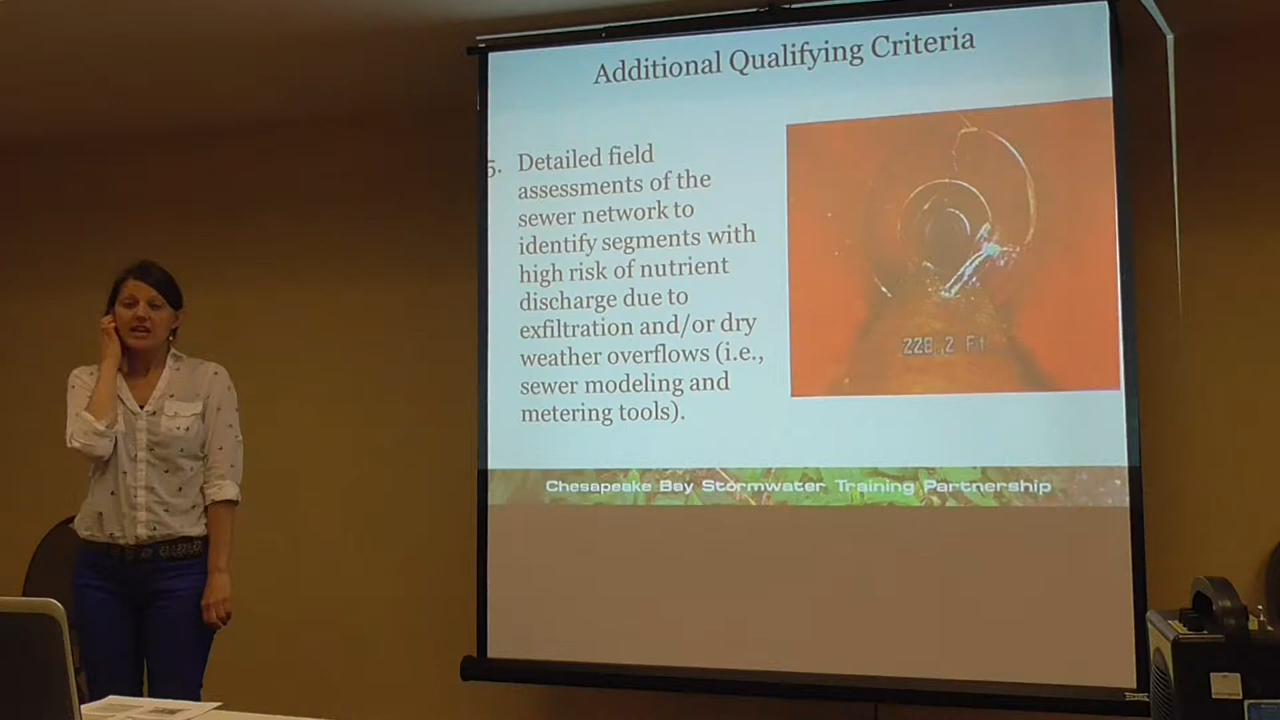 Additional Qualifying Criteria
5. Detailed field
assessments of the
sewer network to
identify segments with
high risk of nutrient
discharge due to
exfiltration and/or dry
weather overflows (i.e.,
sewer modeling and
metering tools).
228.2 Ft
Chesapeake Bay Stormwater Training Partnership